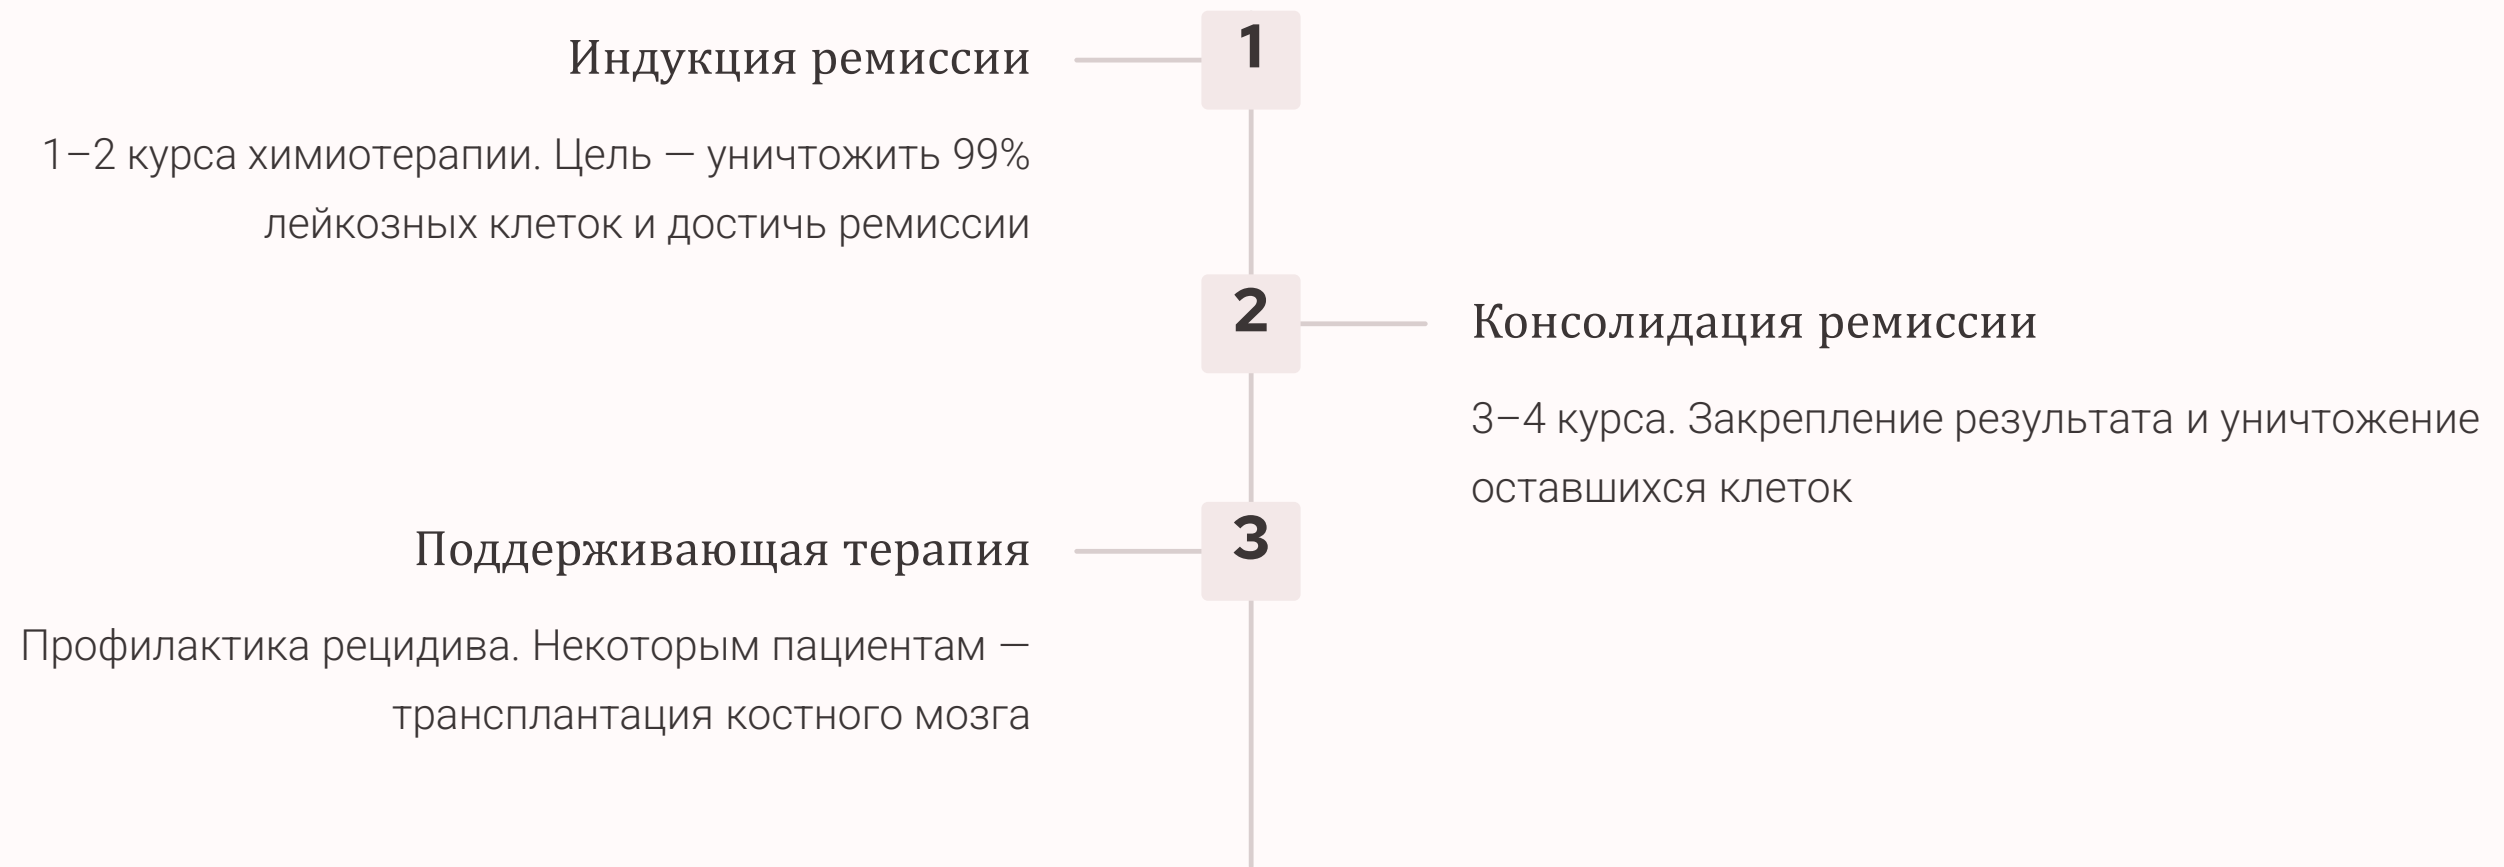 1
Индукция ремиссии
1–2 курса химиотерапии. Цель — уничтожить 99%
лейкозных клеток и достичь ремиссии
2
Консолидация ремиссии
3–4 курса. Закрепление результата и уничтожение
оставшихся клеток
3
Поддерживающая терапия
Профилактика рецидива. Некоторым пациентам —
трансплантация костного мозга